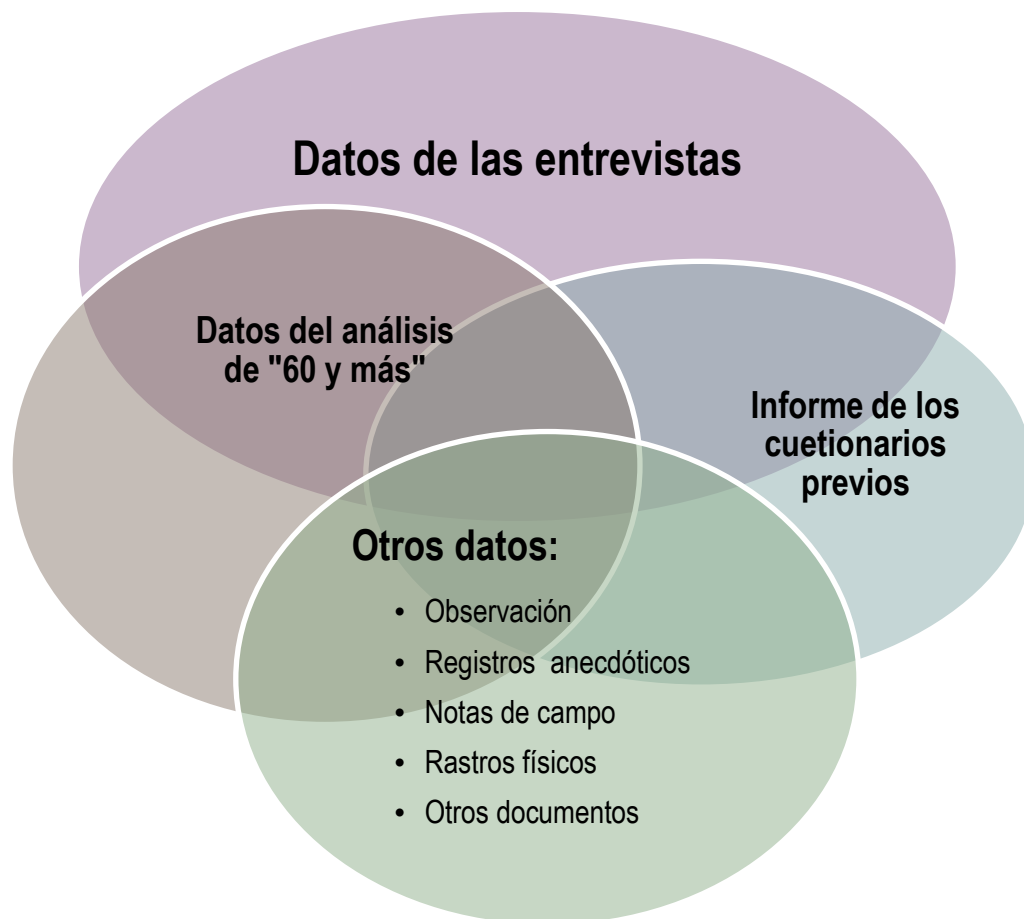 Datos de las entrevistas
Datos del análisis
de "60 y más"
Informe de los
cuetionarios
previos
Otros datos:
• Observación
• Registros anecdóticos
• Notas de campo
• Rastros físicos
• Otros documentos